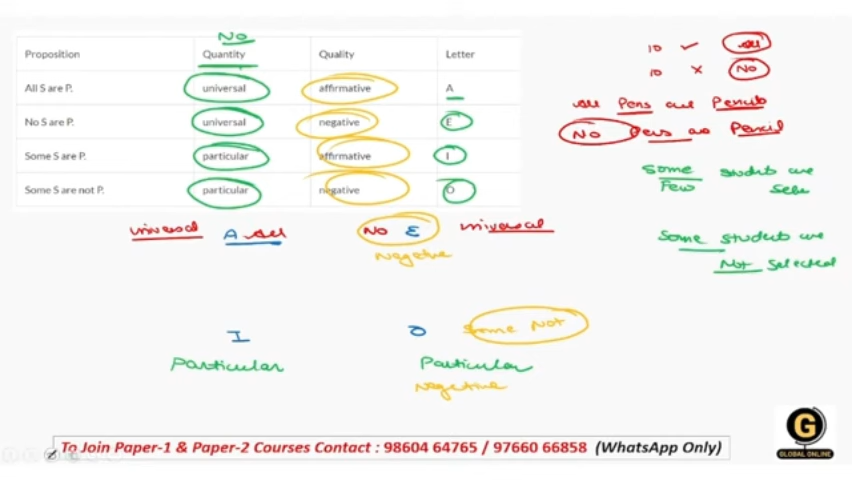 No
Proposition Quantity Quality Letter
All S are P. universal affirmative A
No S are P. universal negative E
Some S are P. particular affirmative I
Some S are not P. particular negative O
universal A All No E universal
Negative
I O Some Not
Particular Particular
Negative
10 ✓ All
10 x No
All Pens are Pencils
No Pens are Pencil
Some students are
Few Sele
Some students are
Not selected
To Join Paper-1 & Paper-2 Courses Contact : 98604 64765 / 97660 66858 (WhatsApp Only)
G
GLOBAL ONLINE